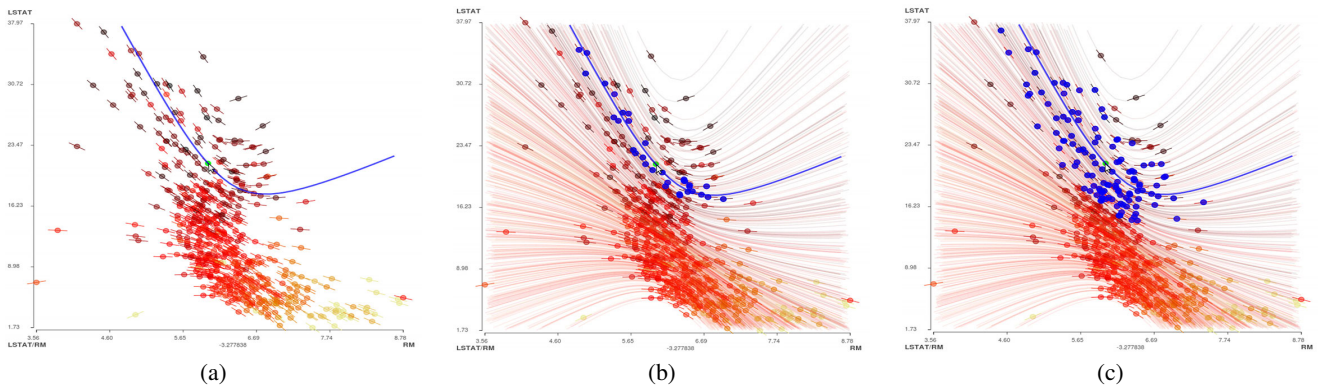 LSTAT
37.97
30.72
23.47
16.23
8.98
1.73
3.56 4.60 5.65 6.69 7.74 8.78
LSTAT/RM -3.277838 RM
(a)
LSTAT
37.97
30.72
23.47
16.23
8.98
1.73
3.56 4.60 5.65 6.69 7.74 8.78
LSTAT/RM -3.277838 RM
(b)
LSTAT
37.97
30.72
23.47
16.23
8.98
1.73
3.56 4.60 5.65 6.69 7.74 8.78
LSTAT/RM -3.277838 RM
(c)